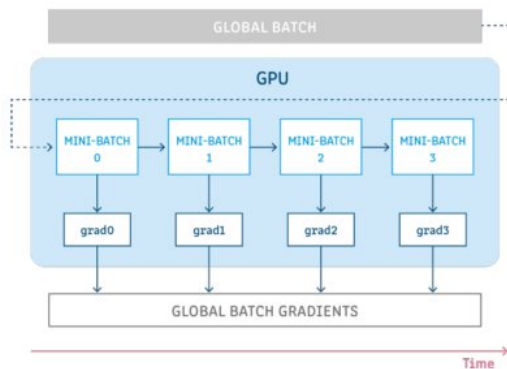 GLOBAL BATCH
GPU
MINI-BATCH
0
MINI-BATCH
1
MINI-BATCH
2
MINI-BATCH
3
grad0
grad1
grad2
grad3
GLOBAL BATCH GRADIENTS
Time